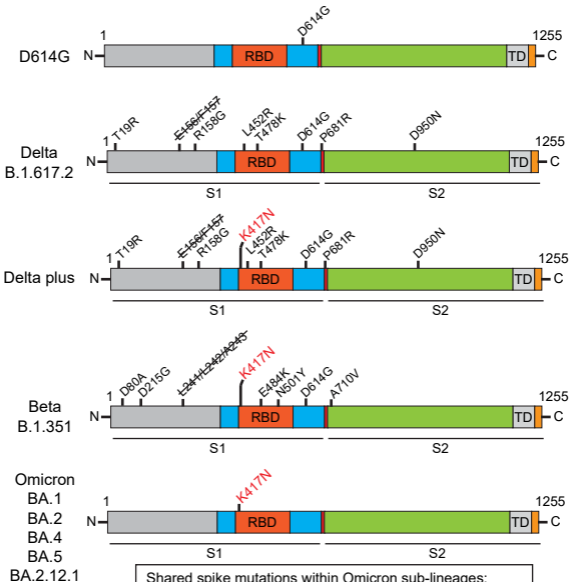 D614G
1
1255
D614G
N
RBD
TD
C
T19R
E156/F157
R158G
L452R
T478K
D614G
P681R
D950N
1
1255
Delta
B.1.617.2
N
RBD
TD
C
S1
S2
T19R
E156/F157
R158G
K417N
L452R
T478K
D614G
P681R
D950N
1
1255
Delta plus
N
RBD
TD
C
S1
S2
D80A
D215G
L241/L242/A243
K417N
E484K
N501Y
D614G
A710V
1
1255
Beta
B.1.351
N
RBD
TD
C
S1
S2
Omicron
BA.1
BA.2
BA.4
BA.5
BA.2.12.1
1
K417N
1255
N
RBD
TD
C
S1
S2
Shared spike mutations within Omicron sub-lineages: